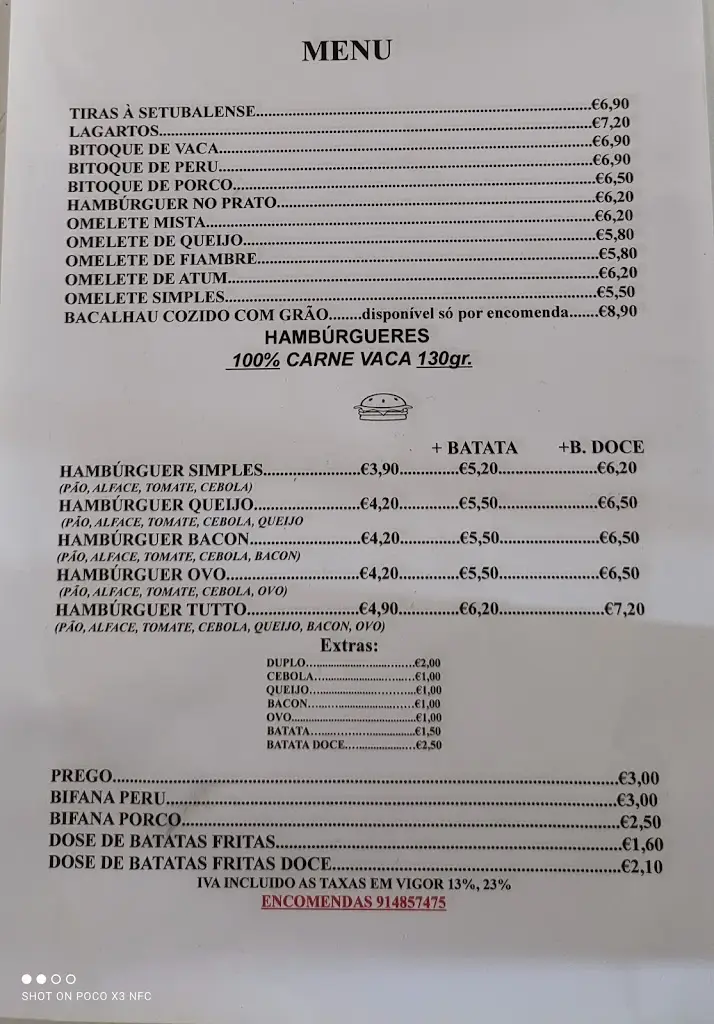 MENU
TIRAS À SETUBALENSE........................€6,90
LAGARTOS........................€7,20
BITOQUE DE VACA........................€6,90
BITOQUE DE PERU........................€6,90
BITOQUE DE PORCO........................€6,50
HAMBÚRGUER NO PRATO........................€6,20
OMELETE MISTA........................€6,20
OMELETE DE QUEIJO........................€5,80
OMELETE DE FIAMBRE........................€5,80
OMELETE DE ATUM........................€6,20
OMELETE SIMPLES........................€5,50
BACALHAU COZIDO COM GRÃO........disponível só por encomenda......€8,90
HAMBÚRGUERES
100% CARNE VACA 130gr.
+ BATATA +B. DOCE
HAMBÚRGUER SIMPLES....................€3,90............€5,20....................€6,20
(PÃO, ALFACE, TOMATE, CEBOLA)
HAMBÚRGUER QUEIJO....................€4,20............€5,50....................€6,50
(PÃO, ALFACE, TOMATE, CEBOLA, QUEIJO
HAMBÚRGUER BACON....................€4,20............€5,50....................€6,50
(PÃO, ALFACE, TOMATE, CEBOLA, BACON)
HAMBÚRGUER OVO....................€4,20............€5,50....................€6,50
(PÃO, ALFACE, TOMATE, CEBOLA, OVO)
HAMBÚRGUER TUTTO....................€4,90............€6,20....................€7,20
(PÃO, ALFACE, TOMATE, CEBOLA, QUEIJO, BACON, OVO)
Extras:
DUPLO........................€2,00
CEBOLA........................€1,00
QUEIJO........................€1,00
BACON........................€1,00
OVO........................€1,00
BATATA........................€1,50
BATATA DOCE....................€2,50
PREGO........................€3,00
BIFANA PERU........................€3,00
BIFANA PORCO........................€2,50
DOSE DE BATATAS FRITAS........................€1,60
DOSE DE BATATAS FRITAS DOCE........................€2,10
IVA INCLUIDO AS TAXAS EM VIGOR 13%, 23%
ENCOMENDAS 914857475
SHOT ON POCO X3 NFC